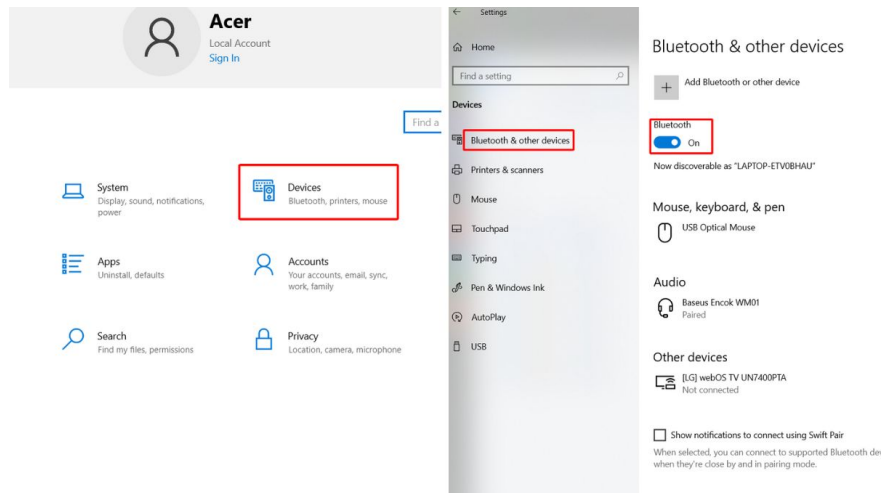 Acer
Local Account
Sign In
Find a
System
Display, sound, notifications,
power
Devices
Bluetooth, printers, mouse
Apps
Uninstall, defaults
Accounts
Your accounts, email, sync,
work, family
Search
Find my files, permissions
Privacy
Location, camera, microphone
Settings
Home
Find a setting
Devices
Bluetooth & other devices
Printers & scanners
Mouse
Touchpad
Typing
Pen & Windows Ink
AutoPlay
USB
Bluetooth & other devices
Add Bluetooth or other device
Bluetooth
On
Now discoverable as "LAPTOP-ETV0BHAU"
Mouse, keyboard, & pen
USB Optical Mouse
Audio
Baseus Encok WM01
Paired
Other devices
[LG] webOS TV UN7400PTA
Not connected
Show notifications to connect using Swift Pair
When selected, you can connect to supported Bluetooth dev
when they're close by and in pairing mode.